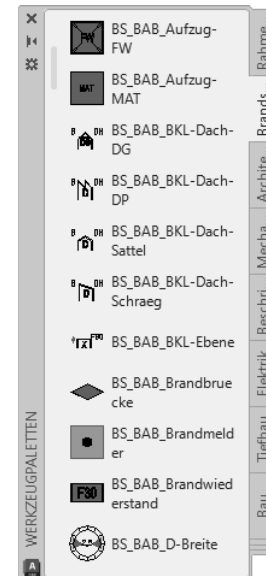 BS_BAB_Aufzug-
FW
BS_BAB_Aufzug-
MAT
BS_BAB_BKL-Dach-
DG
BS_BAB_BKL-Dach-
DP
BS_BAB_BKL-Dach-
Sattel
BS_BAB_BKL-Dach-
Schraeg
BS_BAB_BKL-Ebene
BS_BAB_Brandbrue
cke
BS_BAB_Brandmeld
er
BS_BAB_Brandwied
erstand
BS_BAB_D-Breite
FW
MAT
F30
WERKZEUGPALETTEN
A
Rahme
Brands
Archite
Mecha
Beschri
Elektrik
Tiefbau
Bau